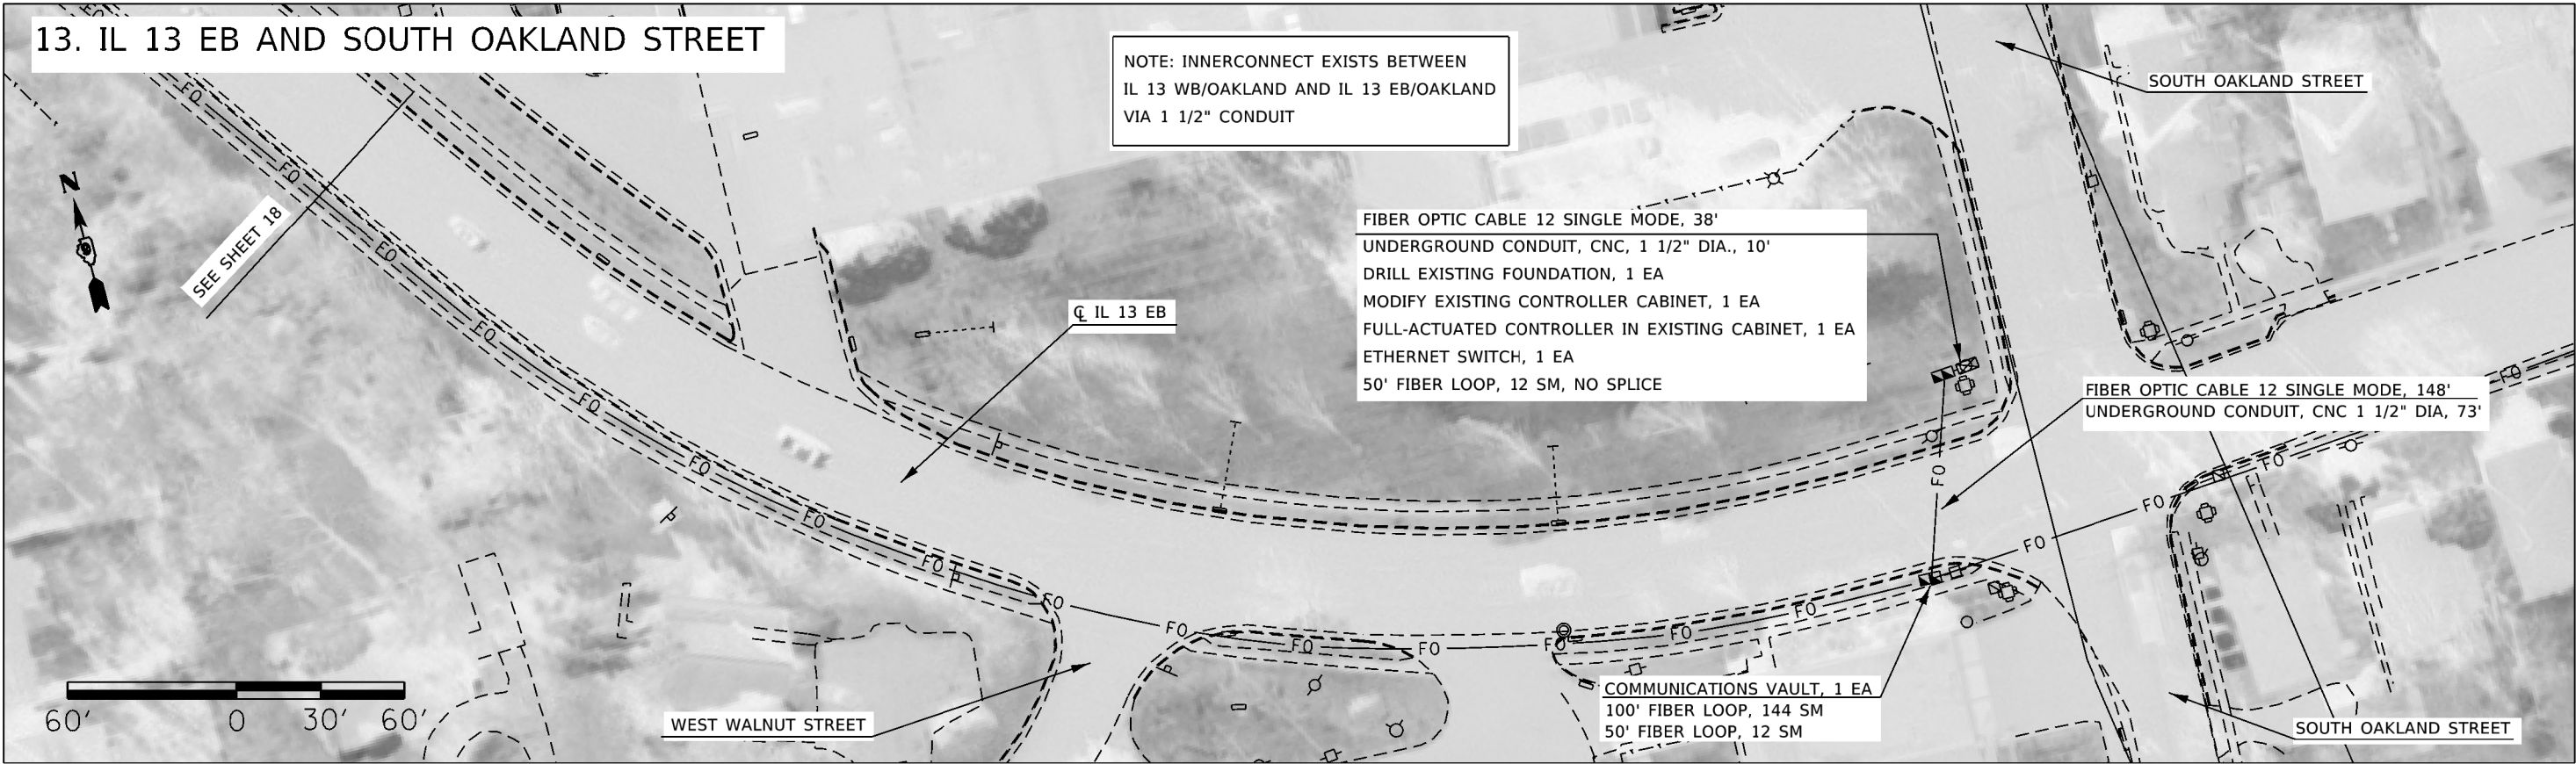 13. IL 13 EB AND SOUTH OAKLAND STREET
NOTE: INNERCONNECT EXISTS BETWEEN
IL 13 WB/OAKLAND AND IL 13 EB/OAKLAND
VIA 1 1/2" CONDUIT
SOUTH OAKLAND STREET
N
SEE SHEET 18
FO
FO
FO
FO
FO
FO
FO
FO
FO
FIBER OPTIC CABLE 12 SINGLE MODE, 38'
UNDERGROUND CONDUIT, CNC, 1 1/2" DIA., 10'
DRILL EXISTING FOUNDATION, 1 EA
MODIFY EXISTING CONTROLLER CABINET, 1 EA
FULL-ACTUATED CONTROLLER IN EXISTING CABINET, 1 EA
ETHERNET SWITCH, 1 EA
50' FIBER LOOP, 12 SM, NO SPLICE
℄ IL 13 EB
FO
FIBER OPTIC CABLE 12 SINGLE MODE, 148'
UNDERGROUND CONDUIT, CNC 1 1/2" DIA, 73'
FO
FO
FO
FO
FO
FO
FO
FO
FO
FO
FO
FO
COMMUNICATIONS VAULT, 1 EA
100' FIBER LOOP, 144 SM
50' FIBER LOOP, 12 SM
WEST WALNUT STREET
SOUTH OAKLAND STREET
60' 0 30' 60'